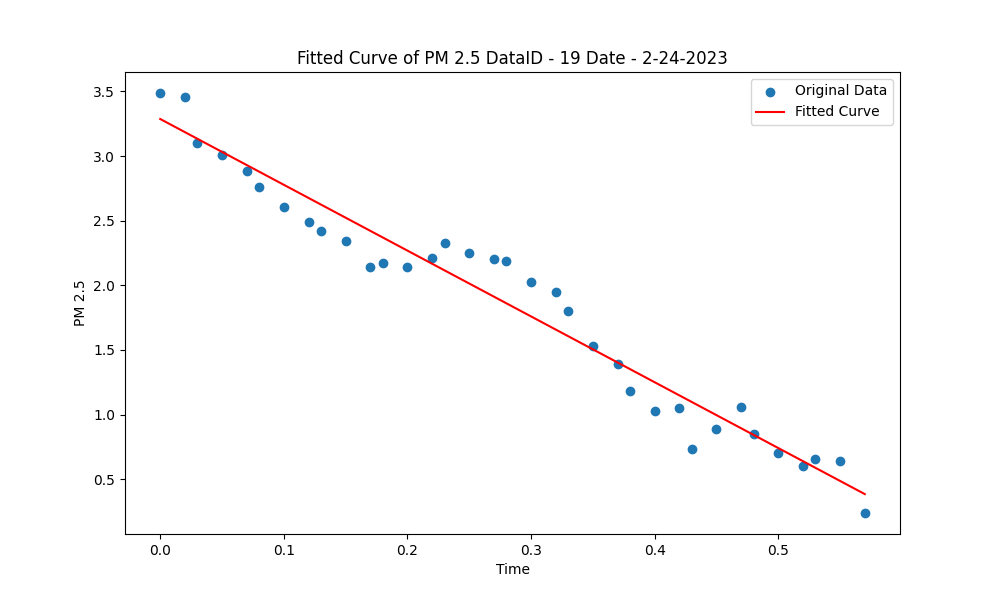 Fitted Curve of PM 2.5 DataID - 19 Date - 2-24-2023
Original Data
Fitted Curve
3.5
3.0
2.5
2.0
1.5
1.0
0.5
PM 2.5
0.0 0.1 0.2 0.3 0.4 0.5
Time